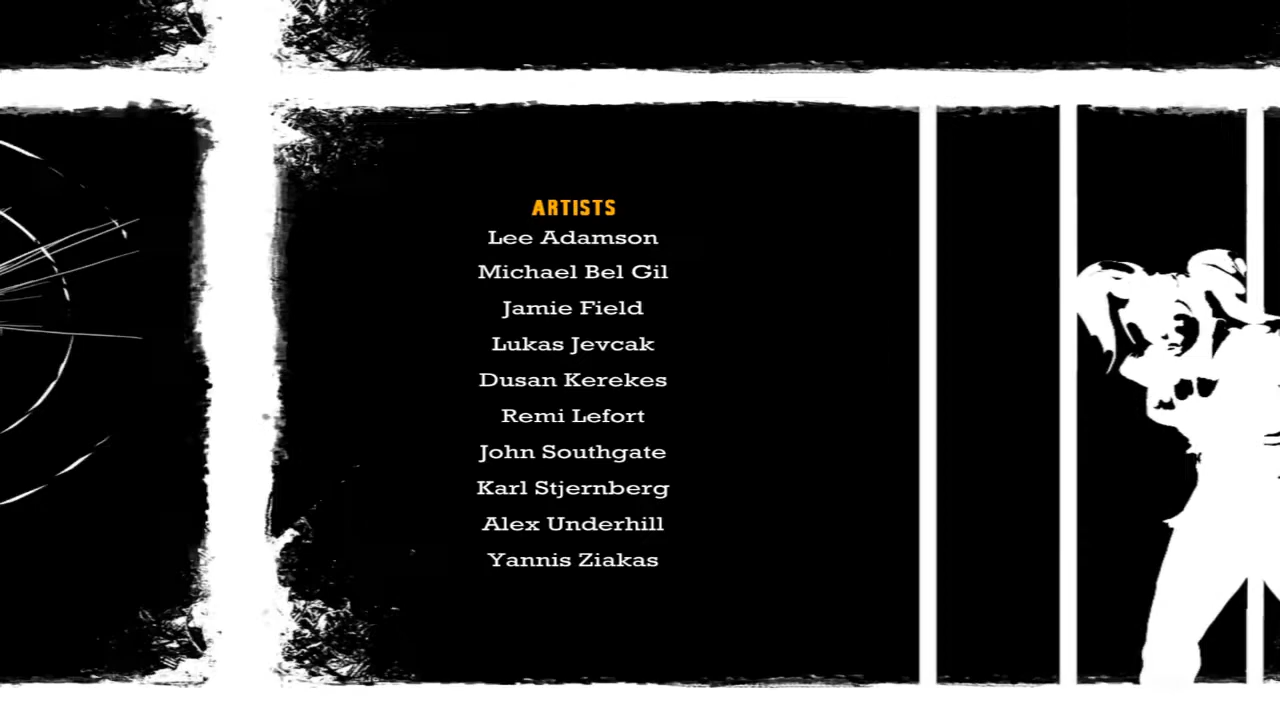 ARTISTS
Lee Adamson
Michael Bel Gil
Jamie Field
Lukas Jevcak
Dusan Kerekes
Remi Lefort
John Southgate
Karl Stjernberg
Alex Underhill
Yannis Ziakas